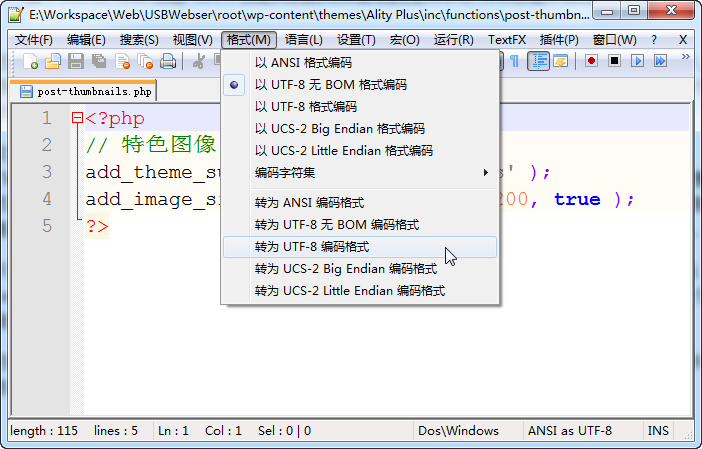 E:\Workspace\Web\USBWebser\root\wp-content\themes\Ality Plus\inc\functions\post-thumbn...
文件(F) 编辑(E) 搜索(S) 视图(V) 格式(M) 语言(L) 设置(T) 宏(O) 运行(R) TextFX 插件(P) 窗口(W) ? X
以 ANSI 格式编码
以 UTF-8 无 BOM 格式编码
以 UTF-8 格式编码
以 UCS-2 Big Endian 格式编码
以 UCS-2 Little Endian 格式编码
编码字符集
转为 ANSI 编码格式
转为 UTF-8 无 BOM 编码格式
转为 UTF-8 编码格式
转为 UCS-2 Big Endian 编码格式
转为 UCS-2 Little Endian 编码格式
post-thumbnails.php
1 <?php
2 // 特色图像
3 add_theme_su s' );
4 add_image_si 200, true );
5 ?>
length : 115 lines : 5 Ln : 1 Col : 1 Sel : 0 | 0 Dos\Windows ANSI as UTF-8 INS